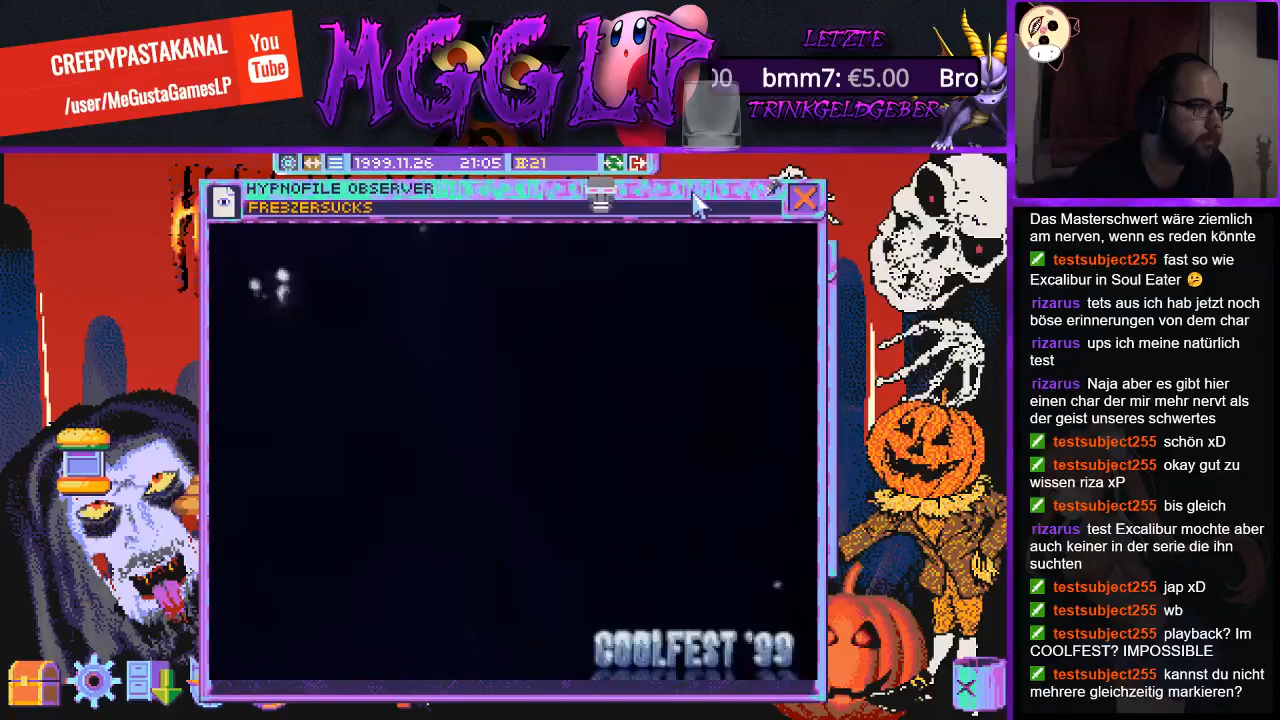 CREEPYPASTAKANAL
/user/MeGustaGamesLP
You
Tube
MGGLP
LETZTE
bmm7: €5.00 Bro
TRINKGELDGEBER
1999.11.26 21:05
HYPNOFILE OBSERVER
FRE3ZERSUCKS
COOLFEST '99
Das Masterschwert wäre ziemlich
am nerven, wenn es reden könnte
testsubject255 fast so wie
Excalibur in Soul Eater 🤔
rizarus tets aus ich hab jetzt noch
böse erinnerungen von dem char
rizarus ups ich meine natürlich
test
rizarus Naja aber es gibt hier
einen char der mir mehr nervt als
der geist unseres schwertes
testsubject255 schön xD
testsubject255 okay gut zu
wissen riza xP
testsubject255 bis gleich
rizarus test Excalibur mochte aber
auch keiner in der serie die ihn
suchten
testsubject255 jap xD
testsubject255 wb
testsubject255 playback? Im
COOLFEST? IMPOSSIBLE
testsubject255 kannst du nicht
mehrere gleichzeitig markieren?